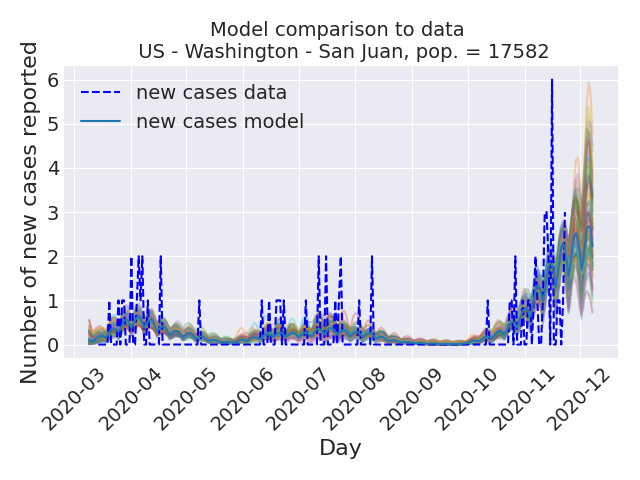 Model comparison to data
US - Washington - San Juan, pop. = 17582
Number of new cases reported
6
5
4
3
2
1
0
new cases data
new cases model
2020-03
2020-04
2020-05
2020-06
2020-07
2020-08
2020-09
2020-10
2020-11
2020-12
Day